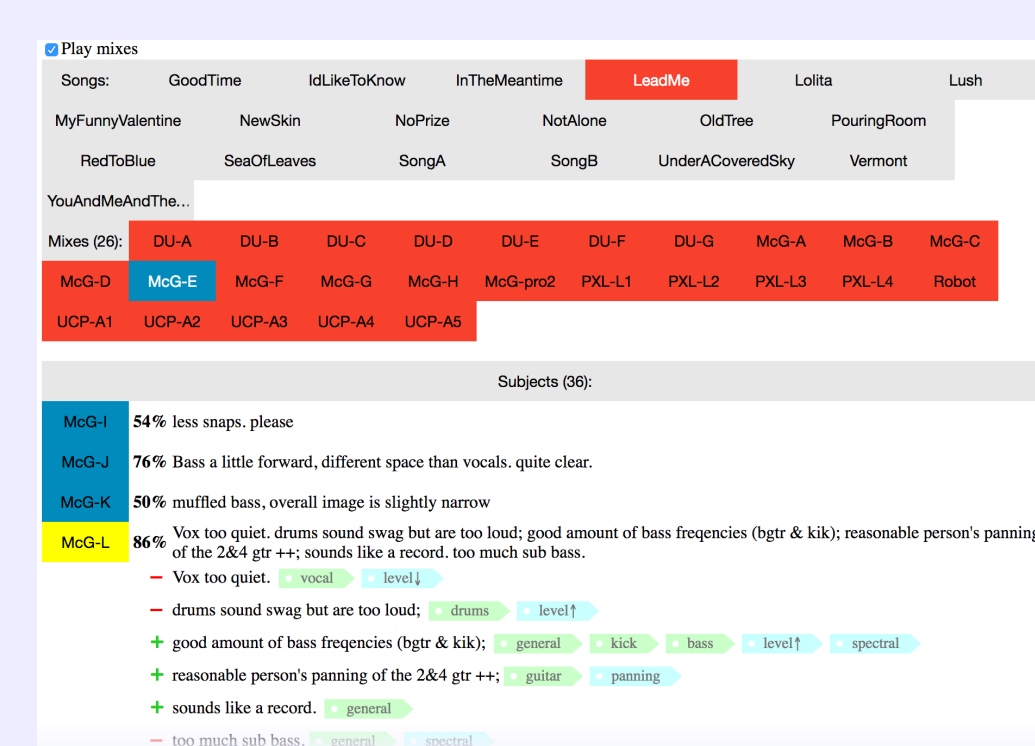 Play mixes
Songs: GoodTime IdLikeToKnow InTheMeantime LeadMe Lolita Lush
MyFunnyValentine NewSkin NoPrize NotAlone OldTree PouringRoom
RedToBlue SeaOfLeaves SongA SongB UnderACoveredSky Vermont
YouAndMeAndThe...
Mixes (26): DU-A DU-B DU-C DU-D DU-E DU-F DU-G McG-A McG-B McG-C
McG-D McG-E McG-F McG-G McG-H McG-pro2 PXL-L1 PXL-L2 PXL-L3 PXL-L4 Robot
UCP-A1 UCP-A2 UCP-A3 UCP-A4 UCP-A5
Subjects (36):
McG-I 54% less snaps. please
McG-J 76% Bass a little forward, different space than vocals. quite clear.
McG-K 50% muffled bass, overall image is slightly narrow
McG-L 86% Vox too quiet. drums sound swag but are too loud; good amount of bass freqencies (bgtr & kik); reasonable person's panning
of the 2&4 gtr ++; sounds like a record. too much sub bass.
− Vox too quiet. vocal level↓
− drums sound swag but are too loud; drums level↑
+ good amount of bass freqencies (bgtr & kik); general kick bass level↑ spectral
+ reasonable person's panning of the 2&4 gtr ++; guitar panning
+ sounds like a record. general
− too much sub bass. general spectral